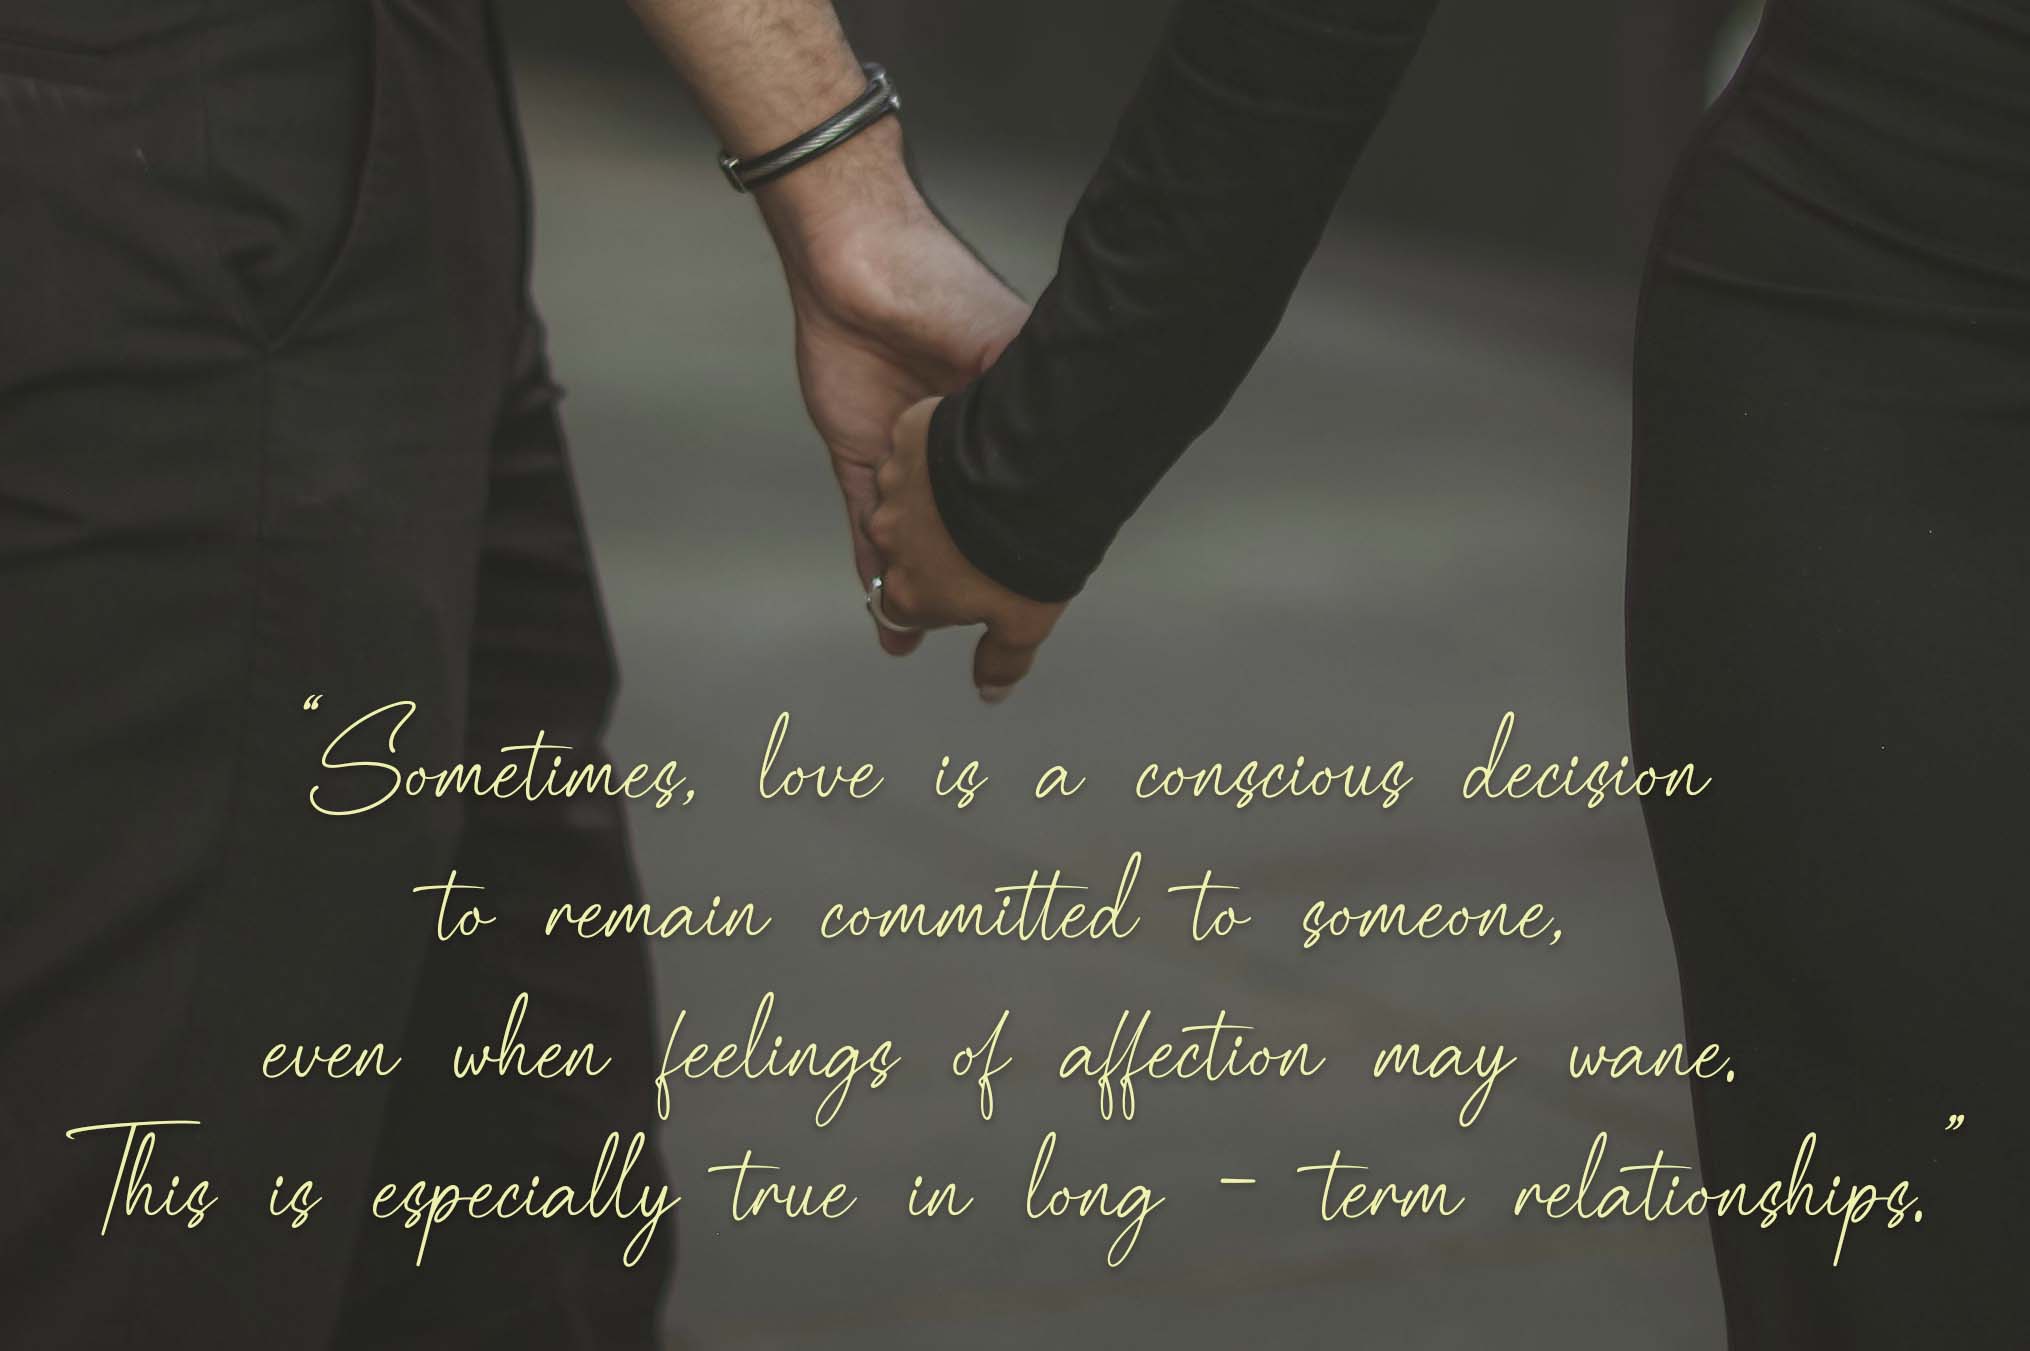 “Sometimes, love is a conscious decision
to remain committed to someone,
even when feelings of affection may wane.
This is especially true in long - term relationships.”